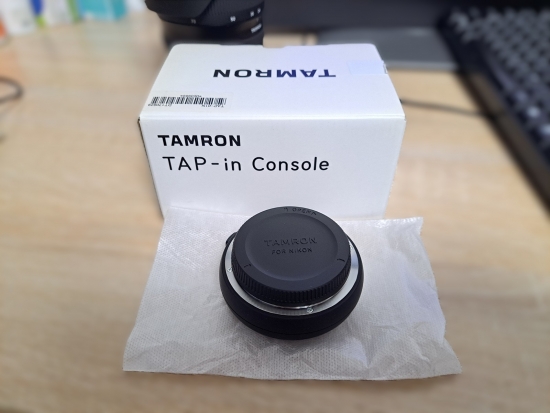 TAMRON
TAMRON
TAP-in Console
TAMRON
FOR NIKON